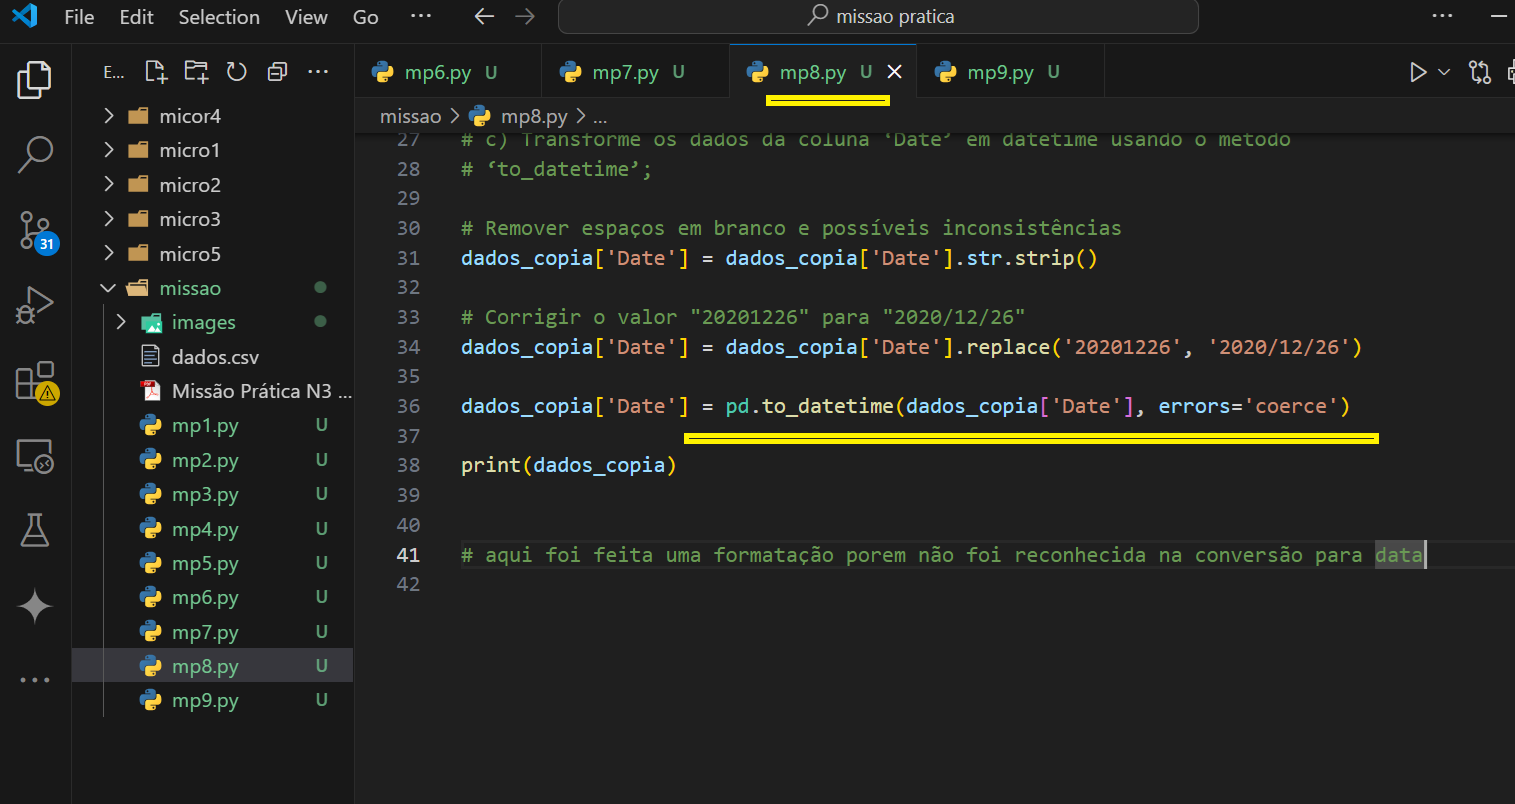 File Edit Selection View Go ... missao pratica ...
E... ...
mp6.py U mp7.py U mp8.py U mp9.py U
missao > mp8.py > ...
micor4
micro1
micro2
micro3
micro5
missao
images
dados.csv
Missão Prática N3 ...
mp1.py U
mp2.py U
mp3.py U
mp4.py U
mp5.py U
mp6.py U
mp7.py U
mp8.py U
mp9.py U
31
27 # c) Transforme os dados da coluna ‘Date’ em datetime usando o método
28 # ‘to_datetime’;
29
30 # Remover espaços em branco e possíveis inconsistências
31 dados_copia['Date'] = dados_copia['Date'].str.strip()
32
33 # Corrigir o valor "20201226" para "2020/12/26"
34 dados_copia['Date'] = dados_copia['Date'].replace('20201226', '2020/12/26')
35
36 dados_copia['Date'] = pd.to_datetime(dados_copia['Date'], errors='coerce')
37
38 print(dados_copia)
39
40
41 # aqui foi feita uma formatação porem não foi reconhecida na conversão para data
42